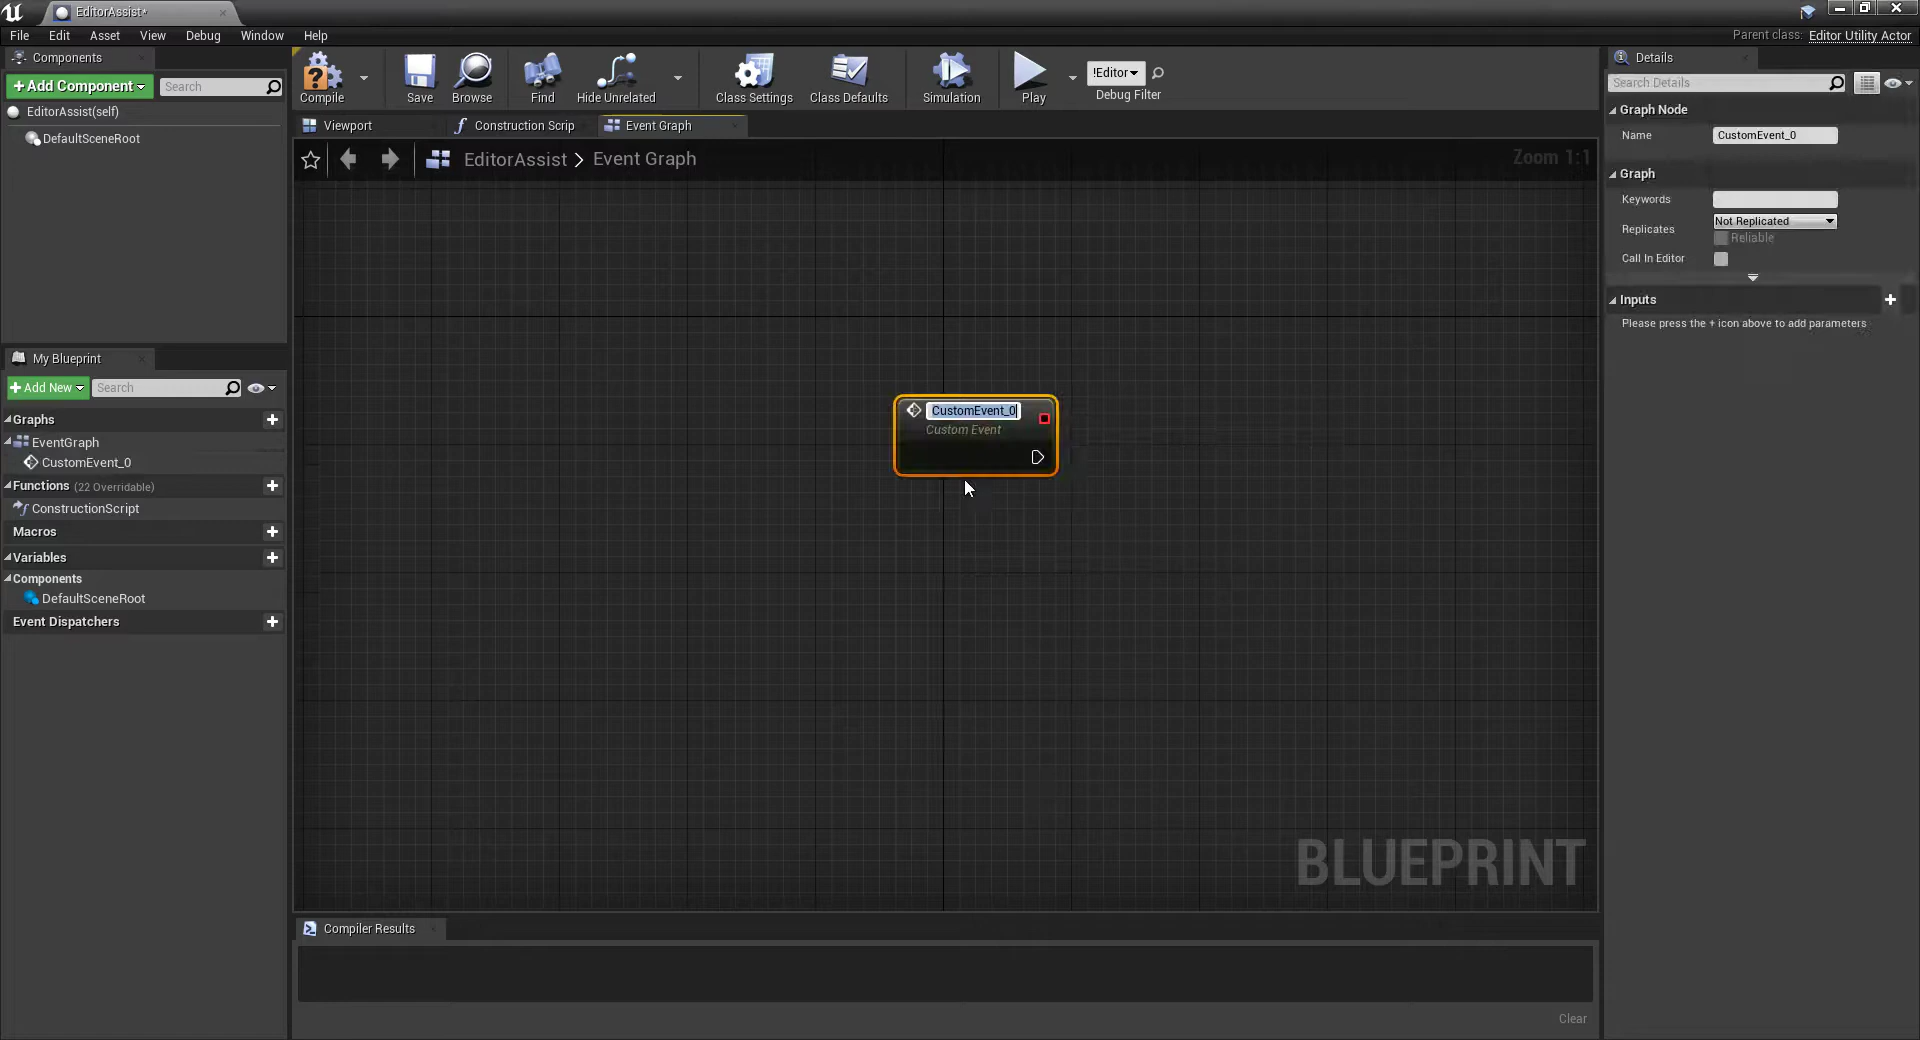 EditorAssist*
File Edit Asset View Debug Window Help
Parent class: Editor Utility Actor
Components
+Add Component Search
EditorAssist(self)
DefaultSceneRoot
Compile Save Browse Find Hide Unrelated Class Settings Class Defaults Simulation Play
!Editor
Debug Filter
Viewport Construction Scrip Event Graph
EditorAssist > Event Graph
Zoom 1:1
CustomEvent_0
Custom Event
BLUEPRINT
My Blueprint
+Add New Search
Graphs
EventGraph
CustomEvent_0
Functions (22 Overridable)
ConstructionScript
Macros
Variables
Components
DefaultSceneRoot
Event Dispatchers
Compiler Results
Clear
Details
Search Details
Graph Node
Name CustomEvent_0
Graph
Keywords
Replicates Not Replicated
Reliable
Call In Editor
Inputs
Please press the + icon above to add parameters